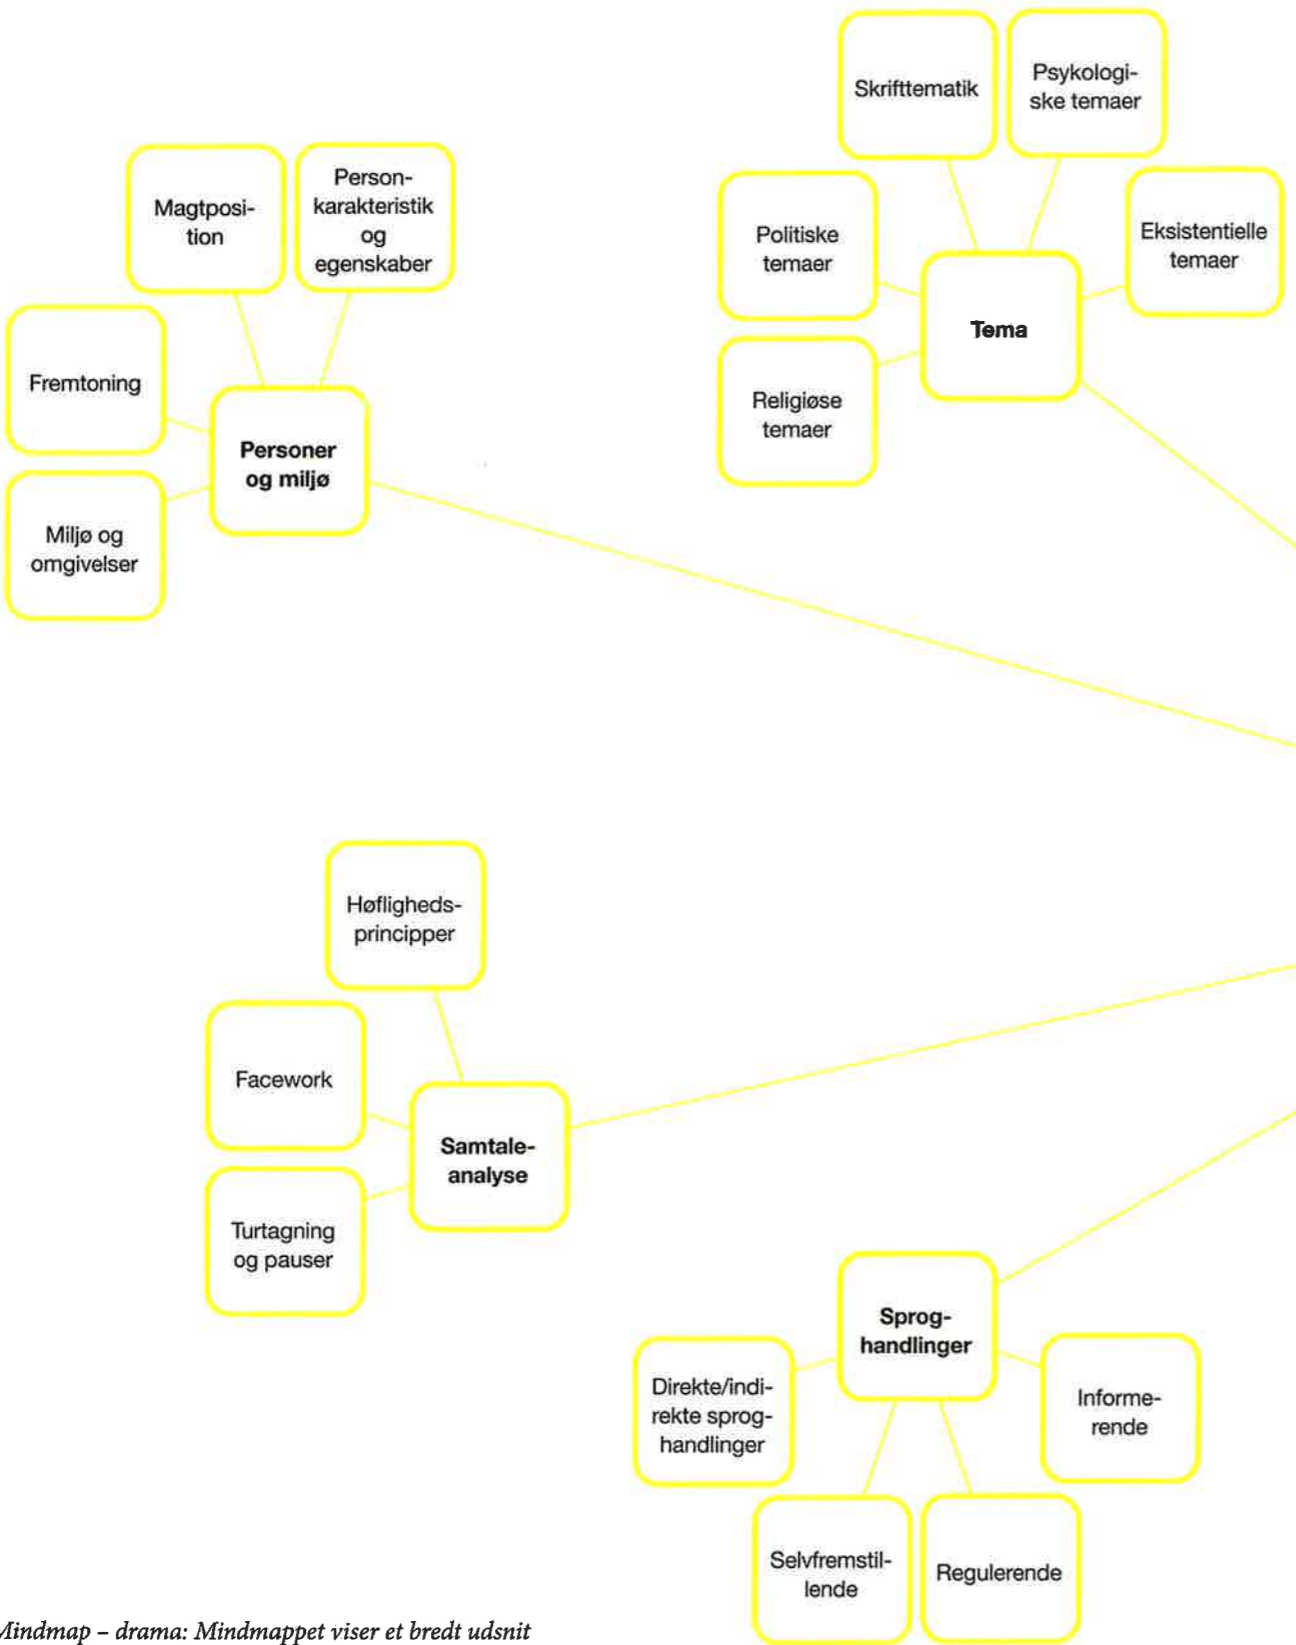 Skrifttematik
Psykologi-
ske temaer
Politiske
temaer
Eksistentielle
temaer
Tema
Religiøse
temaer
Magtposi-
tion
Person-
karakteristik
og
egenskaber
Fremtoning
Personer
og miljø
Miljø og
omgivelser
Høfligheds-
principper
Facework
Samtale-
analyse
Turtagning
og pauser
Sprog-
handlinger
Direkte/indi-
rekte sprog-
handlinger
Informe-
rende
Selvfremstil-
lende
Regulerende
Mindmap – drama: Mindmappet viser et bredt udsnit